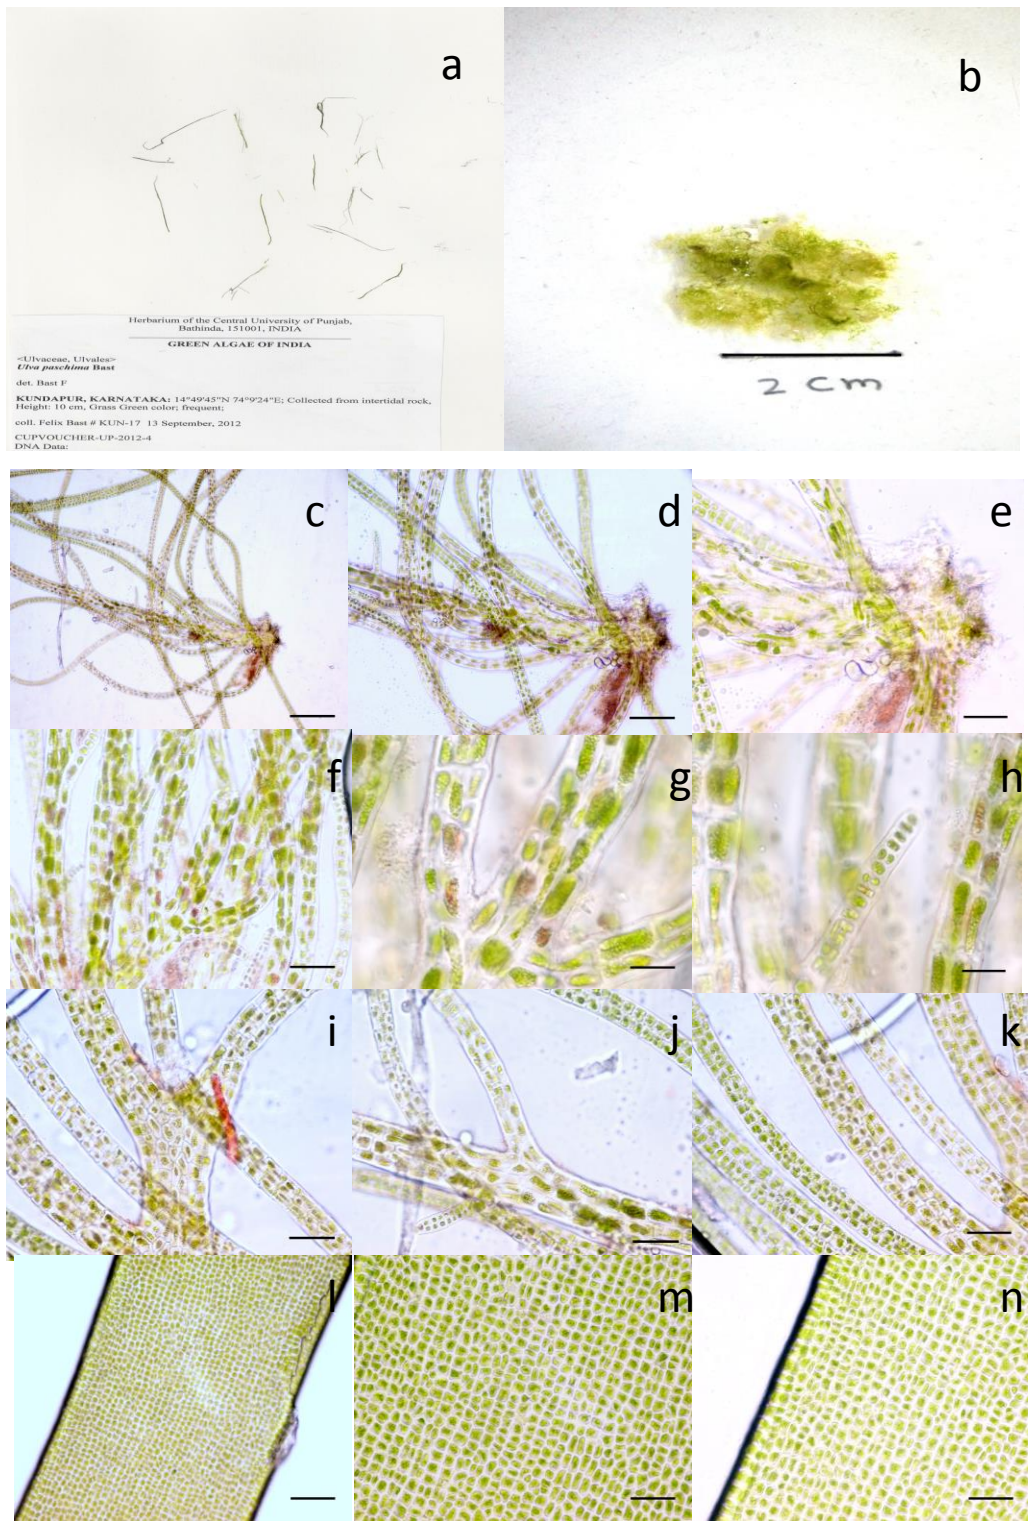 a
b
Herbarium of the Central University of Punjab,
Bathinda, 151001, INDIA
GREEN ALGAE OF INDIA
<Ulvaceae, Ulvales>
Ulva paschima Bast
det. Bast F
KUNDAPUR, KARNATAKA: 14°49'45"N 74°9'24"E; Collected from intertidal rock,
Height: 10 cm, Grass Green color; frequent;
coll. Felix Bast # KUN-17 13 September, 2012
CUPVOUCHER-UP-2012-4
DNA Data:
2 cm
c
d
e
f
g
h
i
j
k
l
m
n